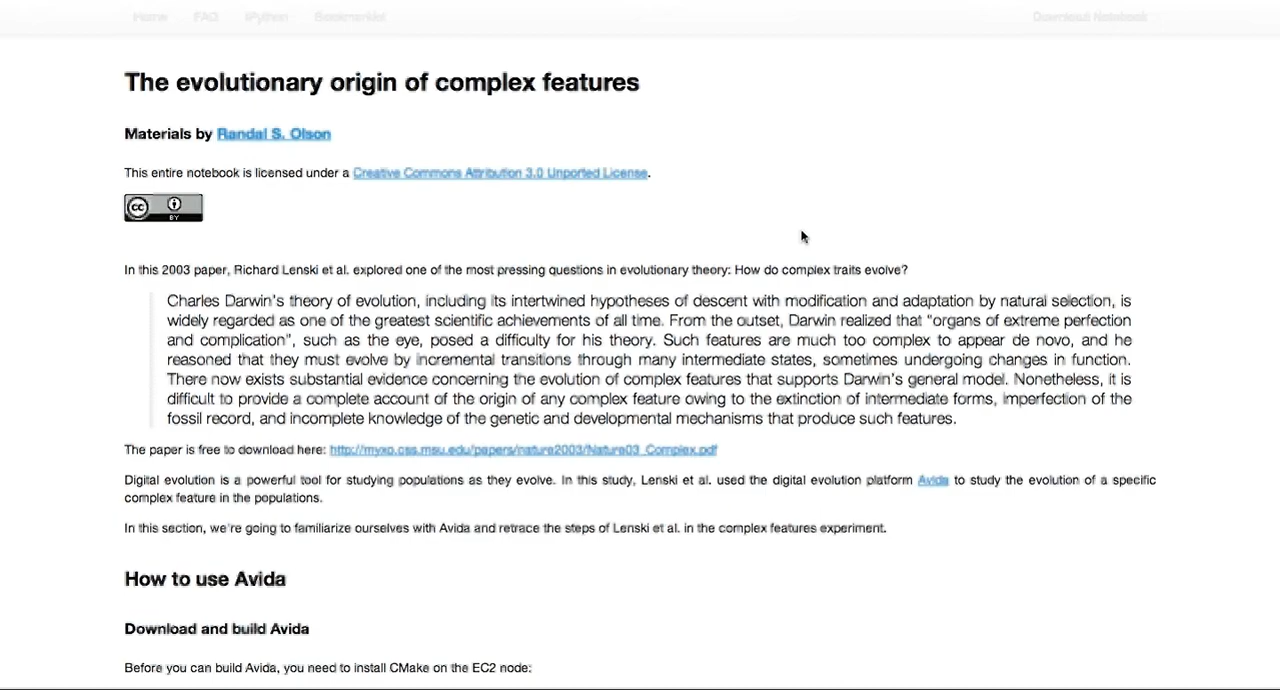 Home FAQ IPython Bookmarklet Download Notebook
The evolutionary origin of complex features
Materials by Randal S. Olson
This entire notebook is licensed under a Creative Commons Attribution 3.0 Unported License.
cc BY
In this 2003 paper, Richard Lenski et al. explored one of the most pressing questions in evolutionary theory: How do complex traits evolve?
Charles Darwin's theory of evolution, including its intertwined hypotheses of descent with modification and adaptation by natural selection, is
widely regarded as one of the greatest scientific achievements of all time. From the outset, Darwin realized that "organs of extreme perfection
and complication", such as the eye, posed a difficulty for his theory. Such features are much too complex to appear de novo, and he
reasoned that they must evolve by incremental transitions through many intermediate states, sometimes undergoing changes in function.
There now exists substantial evidence concerning the evolution of complex features that supports Darwin's general model. Nonetheless, it is
difficult to provide a complete account of the origin of any complex feature owing to the extinction of intermediate forms, imperfection of the
fossil record, and incomplete knowledge of the genetic and developmental mechanisms that produce such features.
The paper is free to download here: http://myxo.css.msu.edu/papers/nature2003/Nature03_Complex.pdf
Digital evolution is a powerful tool for studying populations as they evolve. In this study, Lenski et al. used the digital evolution platform Avida to study the evolution of a specific
complex feature in the populations.
In this section, we're going to familiarize ourselves with Avida and retrace the steps of Lenski et al. in the complex features experiment.
How to use Avida
Download and build Avida
Before you can build Avida, you need to install CMake on the EC2 node: